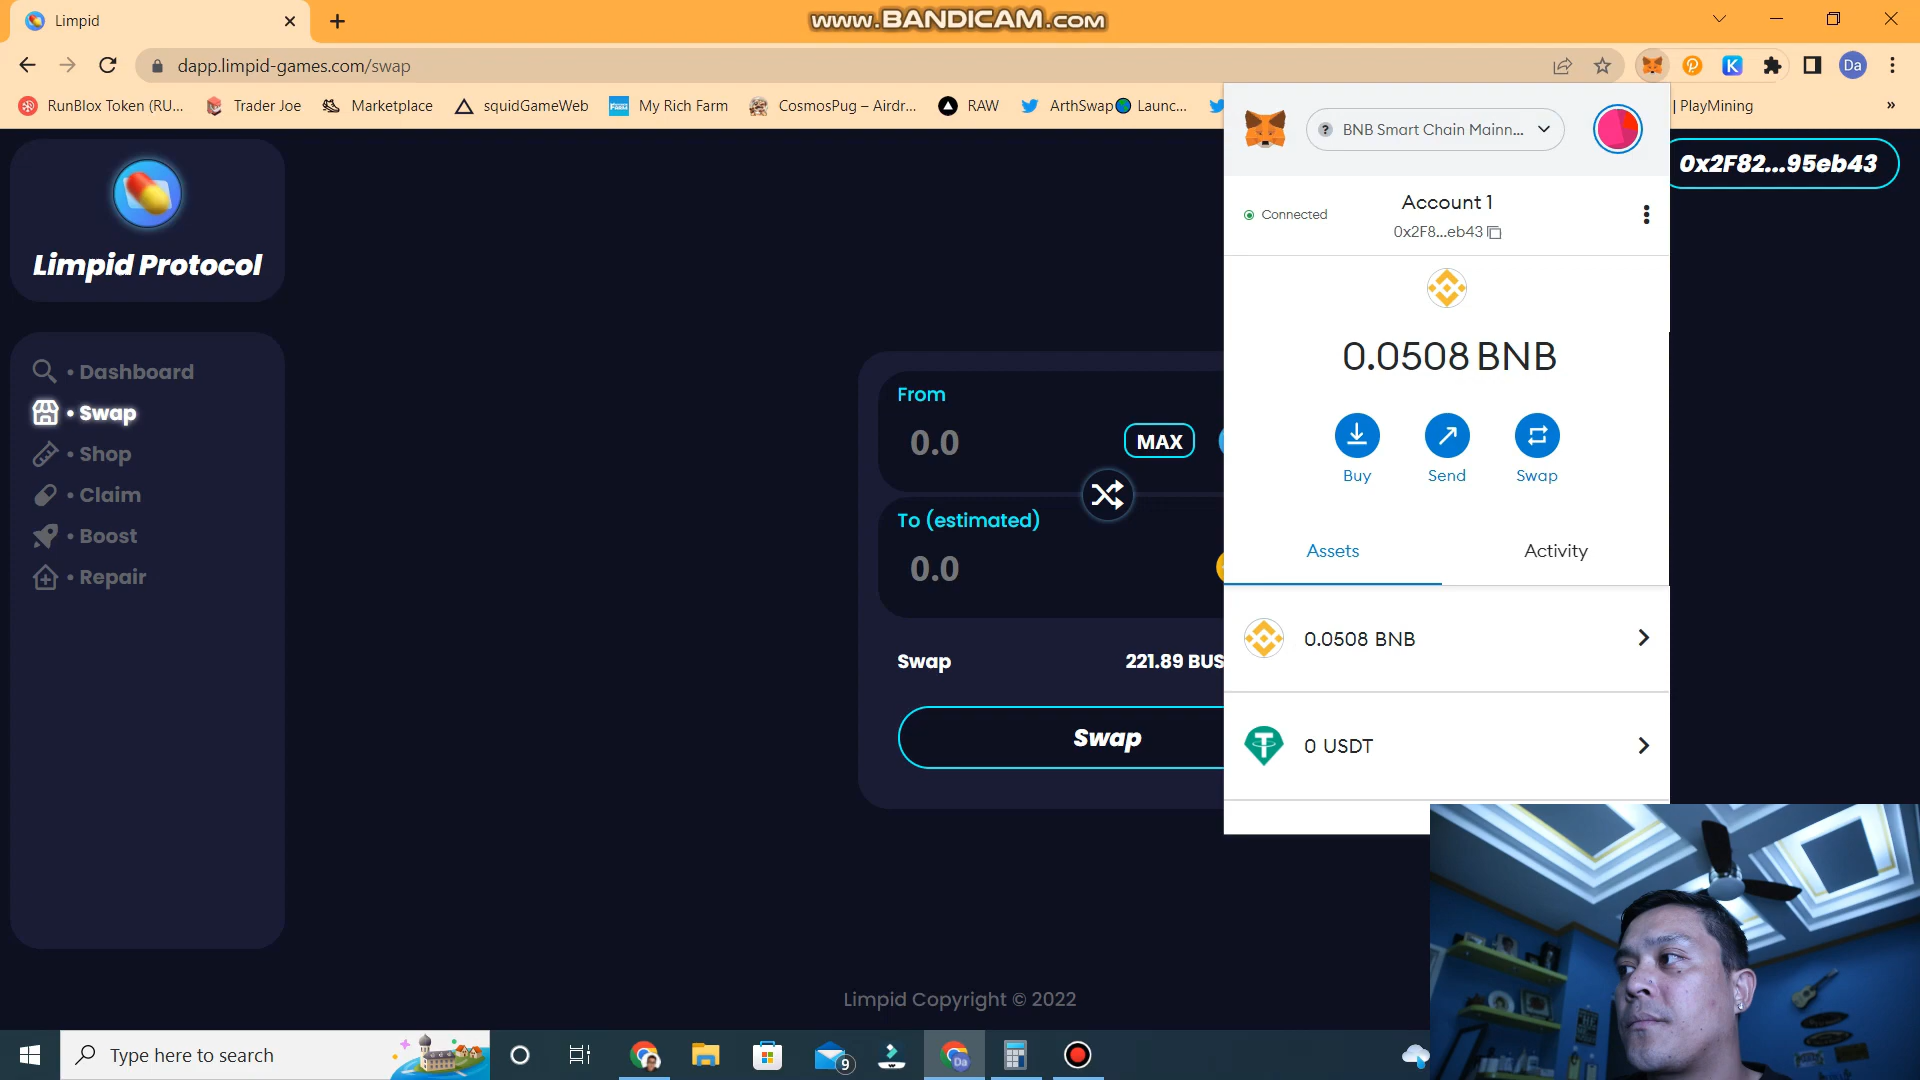 Limpid
www.BANDICAM.com
dapp.limpid-games.com/swap
Da
RunBlox Token (RU...
Trader Joe
Marketplace
squidGameWeb
My Rich Farm
CosmosPug – Airdr...
RAW
ArthSwap
Launc...
| PlayMining
»
Limpid Protocol
• Dashboard
• Swap
• Shop
• Claim
• Boost
• Repair
From
0.0
MAX
To (estimated)
0.0
Swap
221.89 BUS
Swap
BNB Smart Chain Mainn...
0x2F82...95eb43
Connected
Account 1
0x2F8...eb43
0.0508 BNB
Buy
Send
Swap
Assets
Activity
0.0508 BNB
0 USDT
Limpid Copyright © 2022
Type here to search
9
Da